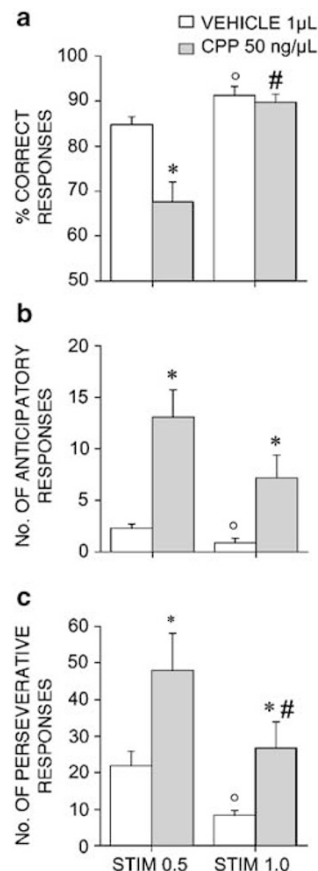 a
VEHICLE 1µL
CPP 50 ng/µL
100
90
80
70
60
50
% CORRECT
RESPONSES
*
°
#
b
20
15
10
5
0
No. OF ANTICIPATORY
RESPONSES
*
°
*
c
60
50
40
30
20
10
0
No. OF PERSEVERATIVE
RESPONSES
*
°
*#
STIM 0.5 STIM 1.0